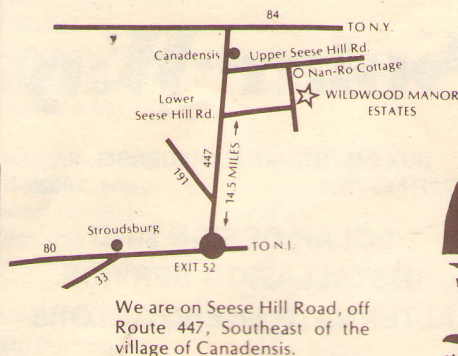 84
TO N.Y.
Canadensis
Upper Seese Hill Rd.
Nan-Ro Cottage
WILDWOOD MANOR
ESTATES
Lower
Seese Hill Rd.
447
14.5 MILES
191
Stroudsburg
80
TO N.J.
EXIT 52
33
We are on Seese Hill Road, off
Route 447, Southeast of the
village of Canadensis.